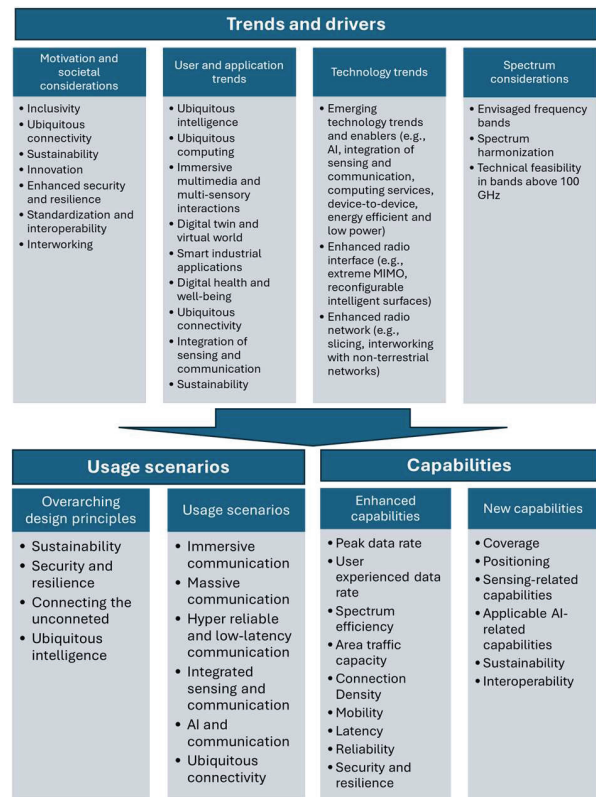 Trends and drivers
Motivation and
societal
considerations
• Inclusivity
• Ubiquitous
connectivity
• Sustainability
• Innovation
• Enhanced security
and resilience
• Standardization and
interoperability
• Interworking
User and application
trends
• Ubiquitous
intelligence
• Ubiquitous
computing
• Immersive
multimedia and
multi-sensory
interactions
• Digital twin and
virtual world
• Smart industrial
applications
• Digital health and
well-being
• Ubiquitous
connectivity
• Integration of
sensing and
communication
• Sustainability
Technology trends
• Emerging
technology trends
and enablers (e.g.,
AI, integration of
sensing and
communication,
computing services,
device-to-device,
energy efficient and
low power)
• Enhanced radio
interface (e.g.,
extreme MIMO,
reconfigurable
intelligent surfaces)
• Enhanced radio
network (e.g.,
slicing, interworking
with non-terrestrial
networks)
Spectrum
considerations
• Envisaged frequency
bands
• Spectrum
harmonization
• Technical feasibility
in bands above 100
GHz
Usage scenarios
Overarching
design principles
• Sustainability
• Security and
resilience
• Connecting the
unconneted
• Ubiquitous
intelligence
Usage scenarios
• Immersive
communication
• Massive
communication
• Hyper reliable
and low-latency
communication
• Integrated
sensing and
communication
• AI and
communication
• Ubiquitous
connectivity
Capabilities
Enhanced
capabilities
• Peak data rate
• User
experienced data
rate
• Spectrum
efficiency
• Area traffic
capacity
• Connection
Density
• Mobility
• Latency
• Reliability
• Security and
resilience
New capabilities
• Coverage
• Positioning
• Sensing-related
capabilities
• Applicable AI-
related
capabilities
• Sustainability
• Interoperability